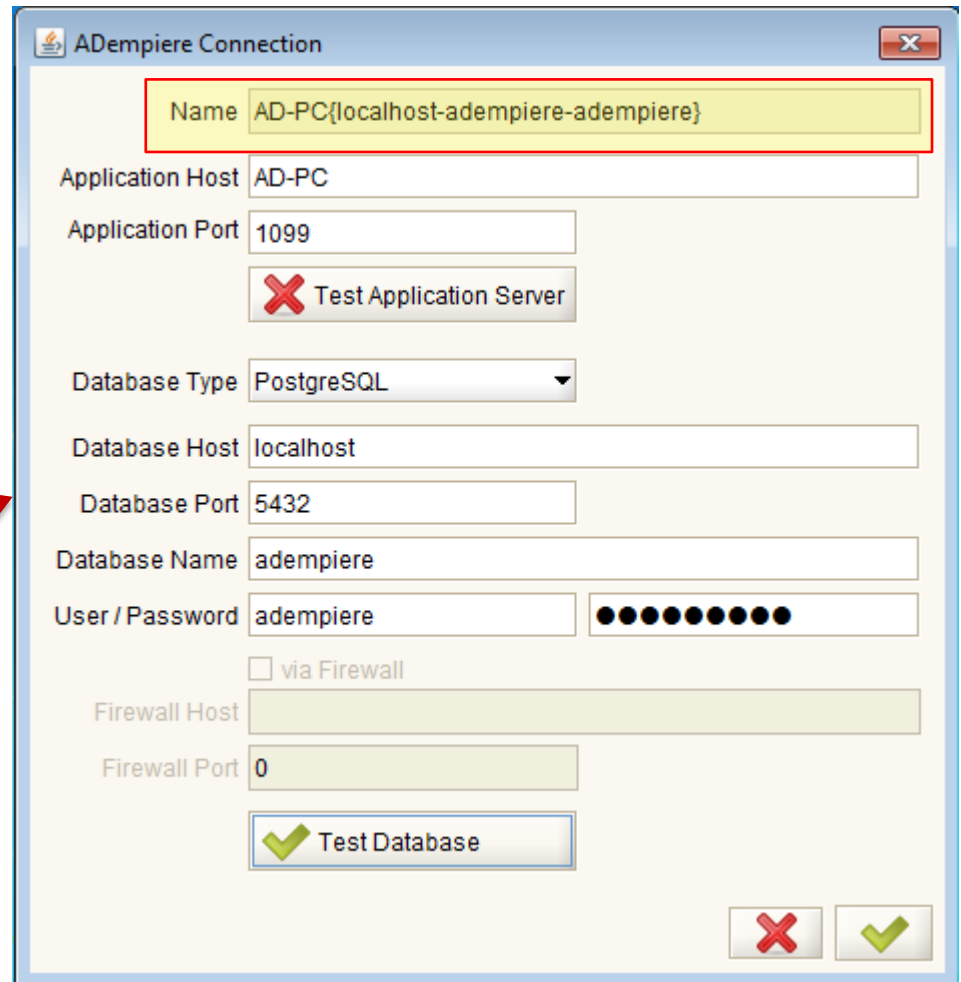 ADempiere Connection
Name AD-PC{localhost-adempiere-adempiere}
Application Host AD-PC
Application Port 1099
Test Application Server
Database Type PostgreSQL
Database Host localhost
Database Port 5432
Database Name adempiere
User / Password adempiere ●●●●●●●●●
via Firewall
Firewall Host
Firewall Port 0
Test Database